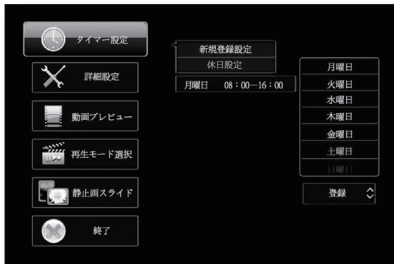 タイマー設定
詳細設定
動画プレビュー
再生モード選択
静止画スライド
終了
新規登録設定
休日設定
月曜日 08:00―16:00
月曜日
火曜日
水曜日
木曜日
金曜日
土曜日
日曜日
登録